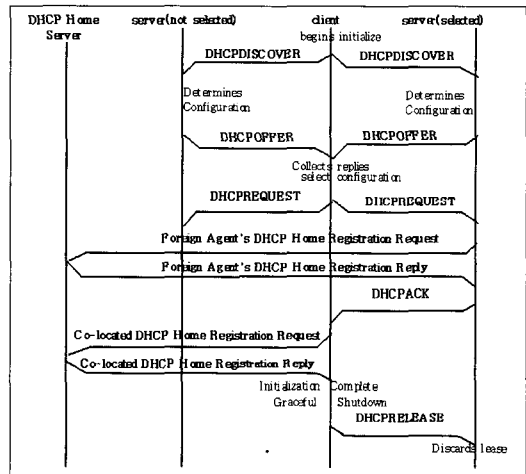 DHCP Home Server
server(not selected)
client
server(selected)
begins initialize
DHCPDISCOVER
DHCPDISCOVER
Determines Configuration
Determines Configuration
DHCPOFFER
DHCPOFFER
Collects replies
select configuration
DHCPREQUEST
DHCPREQUEST
Foreign Agent's DHCP Home Registration Request
Foreign Agent's DHCP Home Registration Reply
DHCPACK
Co-located DHCP Home Registration Request
Co-located DHCP Home Registration Reply
Initialization Complete
Graceful Shutdown
DHCPRELEASE
Discards lease